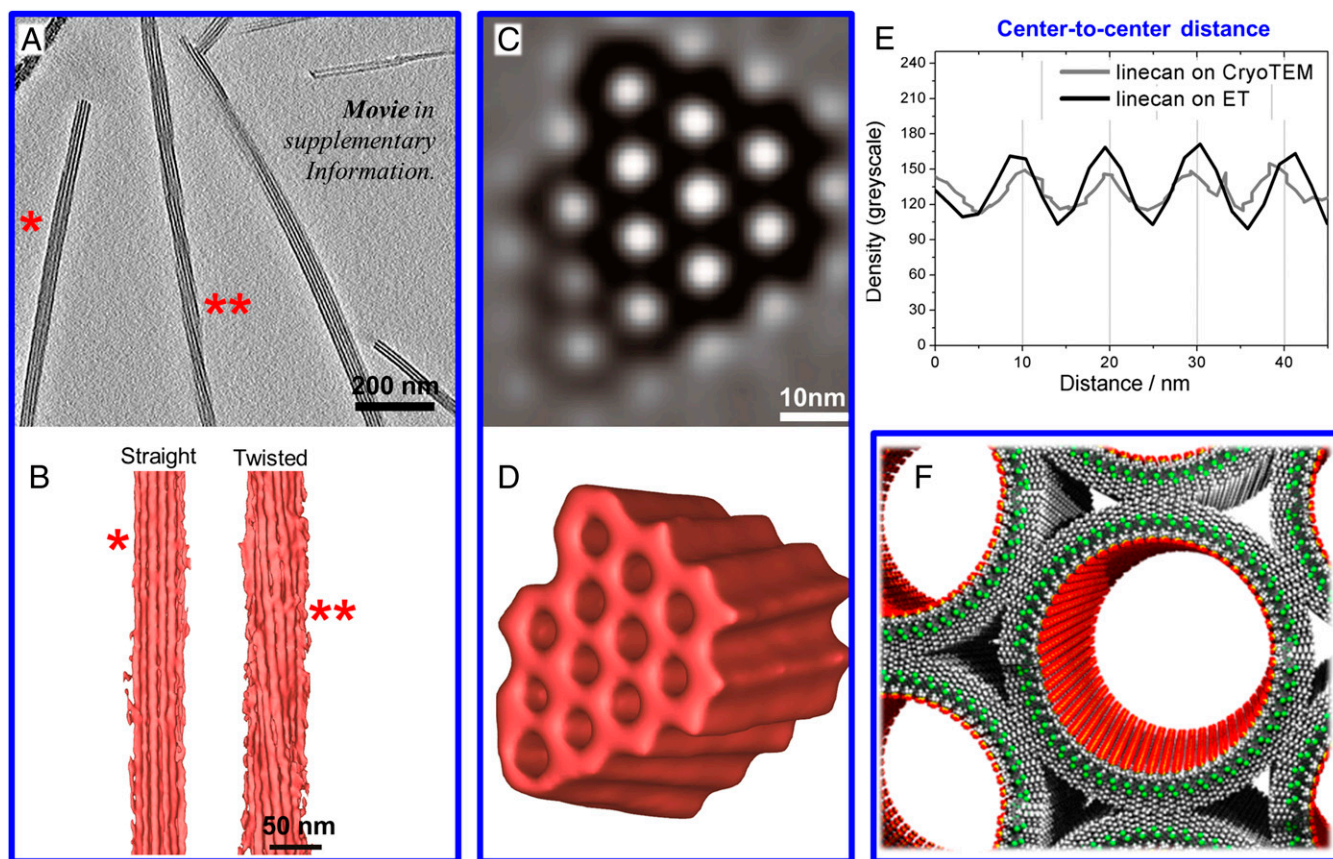 A
*
**
Movie in
supplementary
Information.
200 nm
B
Straight
Twisted
*
**
50 nm
C
10nm
D
E
Center-to-center distance
linecan on CryoTEM
linecan on ET
Density (greyscale)
240
210
180
150
120
90
60
30
0
0 10 20 30 40
Distance / nm
F